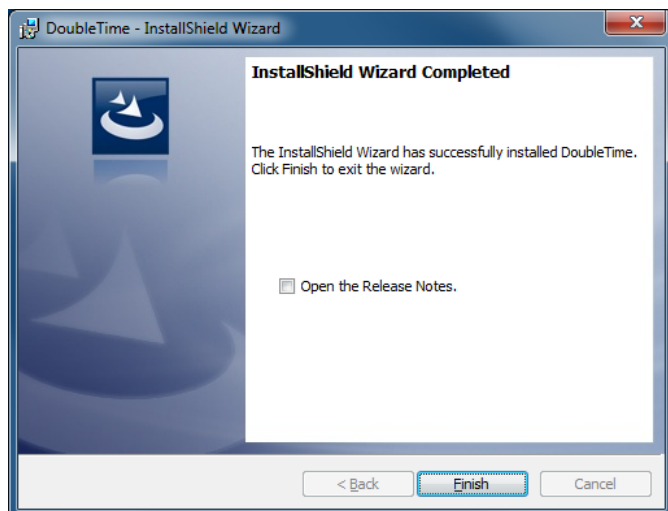 DoubleTime - InstallShield Wizard
InstallShield Wizard Completed
The InstallShield Wizard has successfully installed DoubleTime.
Click Finish to exit the wizard.
Open the Release Notes.
< Back
Finish
Cancel